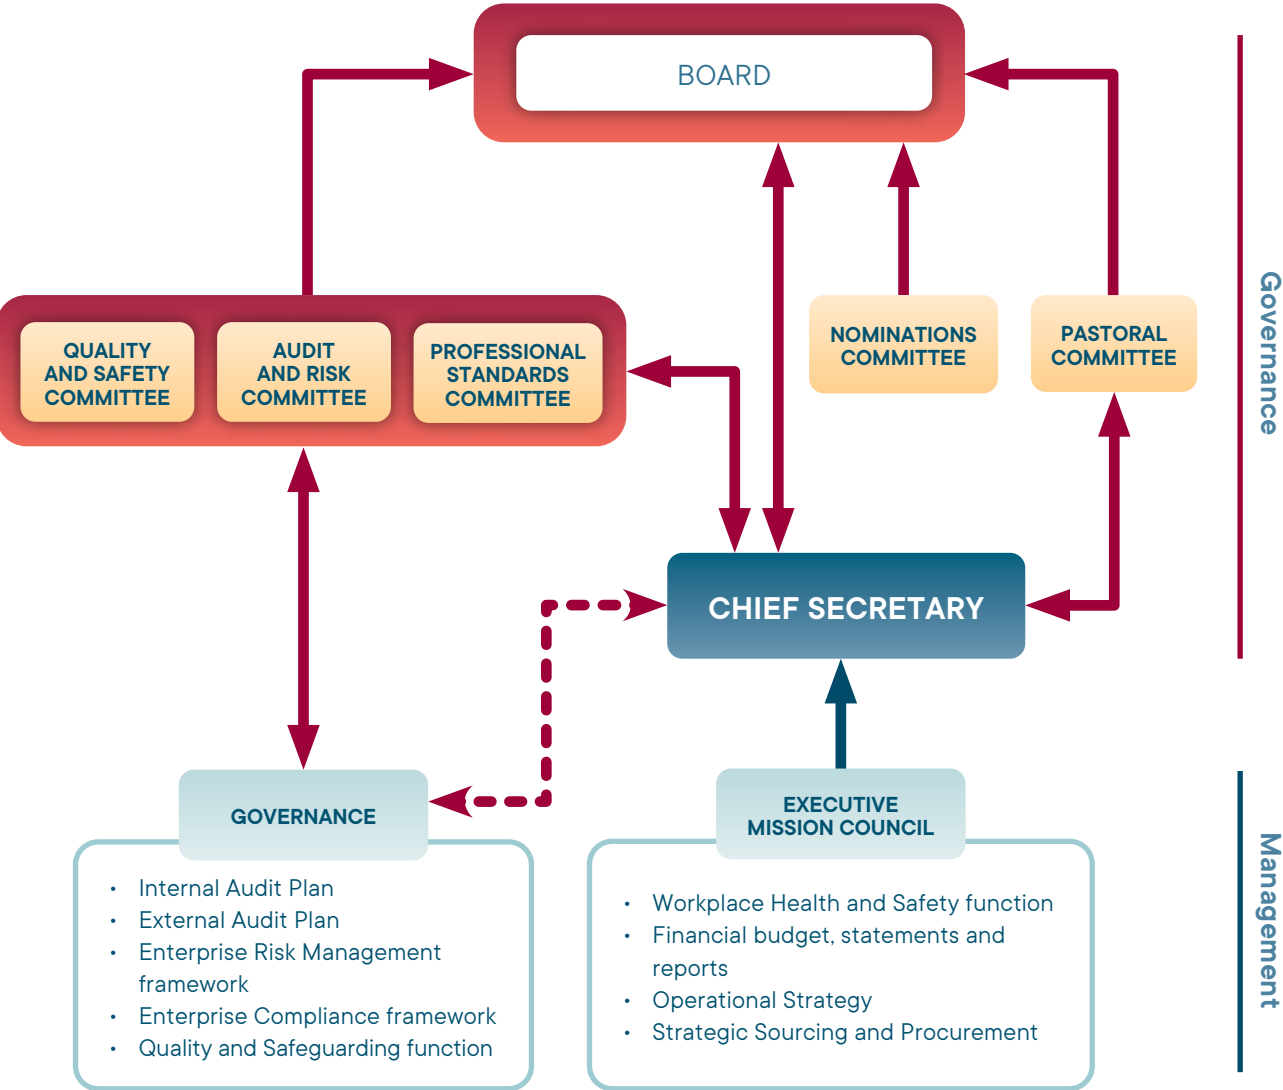 BOARD
QUALITY
AND SAFETY
COMMITTEE
AUDIT
AND RISK
COMMITTEE
PROFESSIONAL
STANDARDS
COMMITTEE
NOMINATIONS
COMMITTEE
PASTORAL
COMMITTEE
Governance
CHIEF SECRETARY
GOVERNANCE
• Internal Audit Plan
• External Audit Plan
• Enterprise Risk Management
framework
• Enterprise Compliance framework
• Quality and Safeguarding function
EXECUTIVE
MISSION COUNCIL
• Workplace Health and Safety function
• Financial budget, statements and
reports
• Operational Strategy
• Strategic Sourcing and Procurement
Management